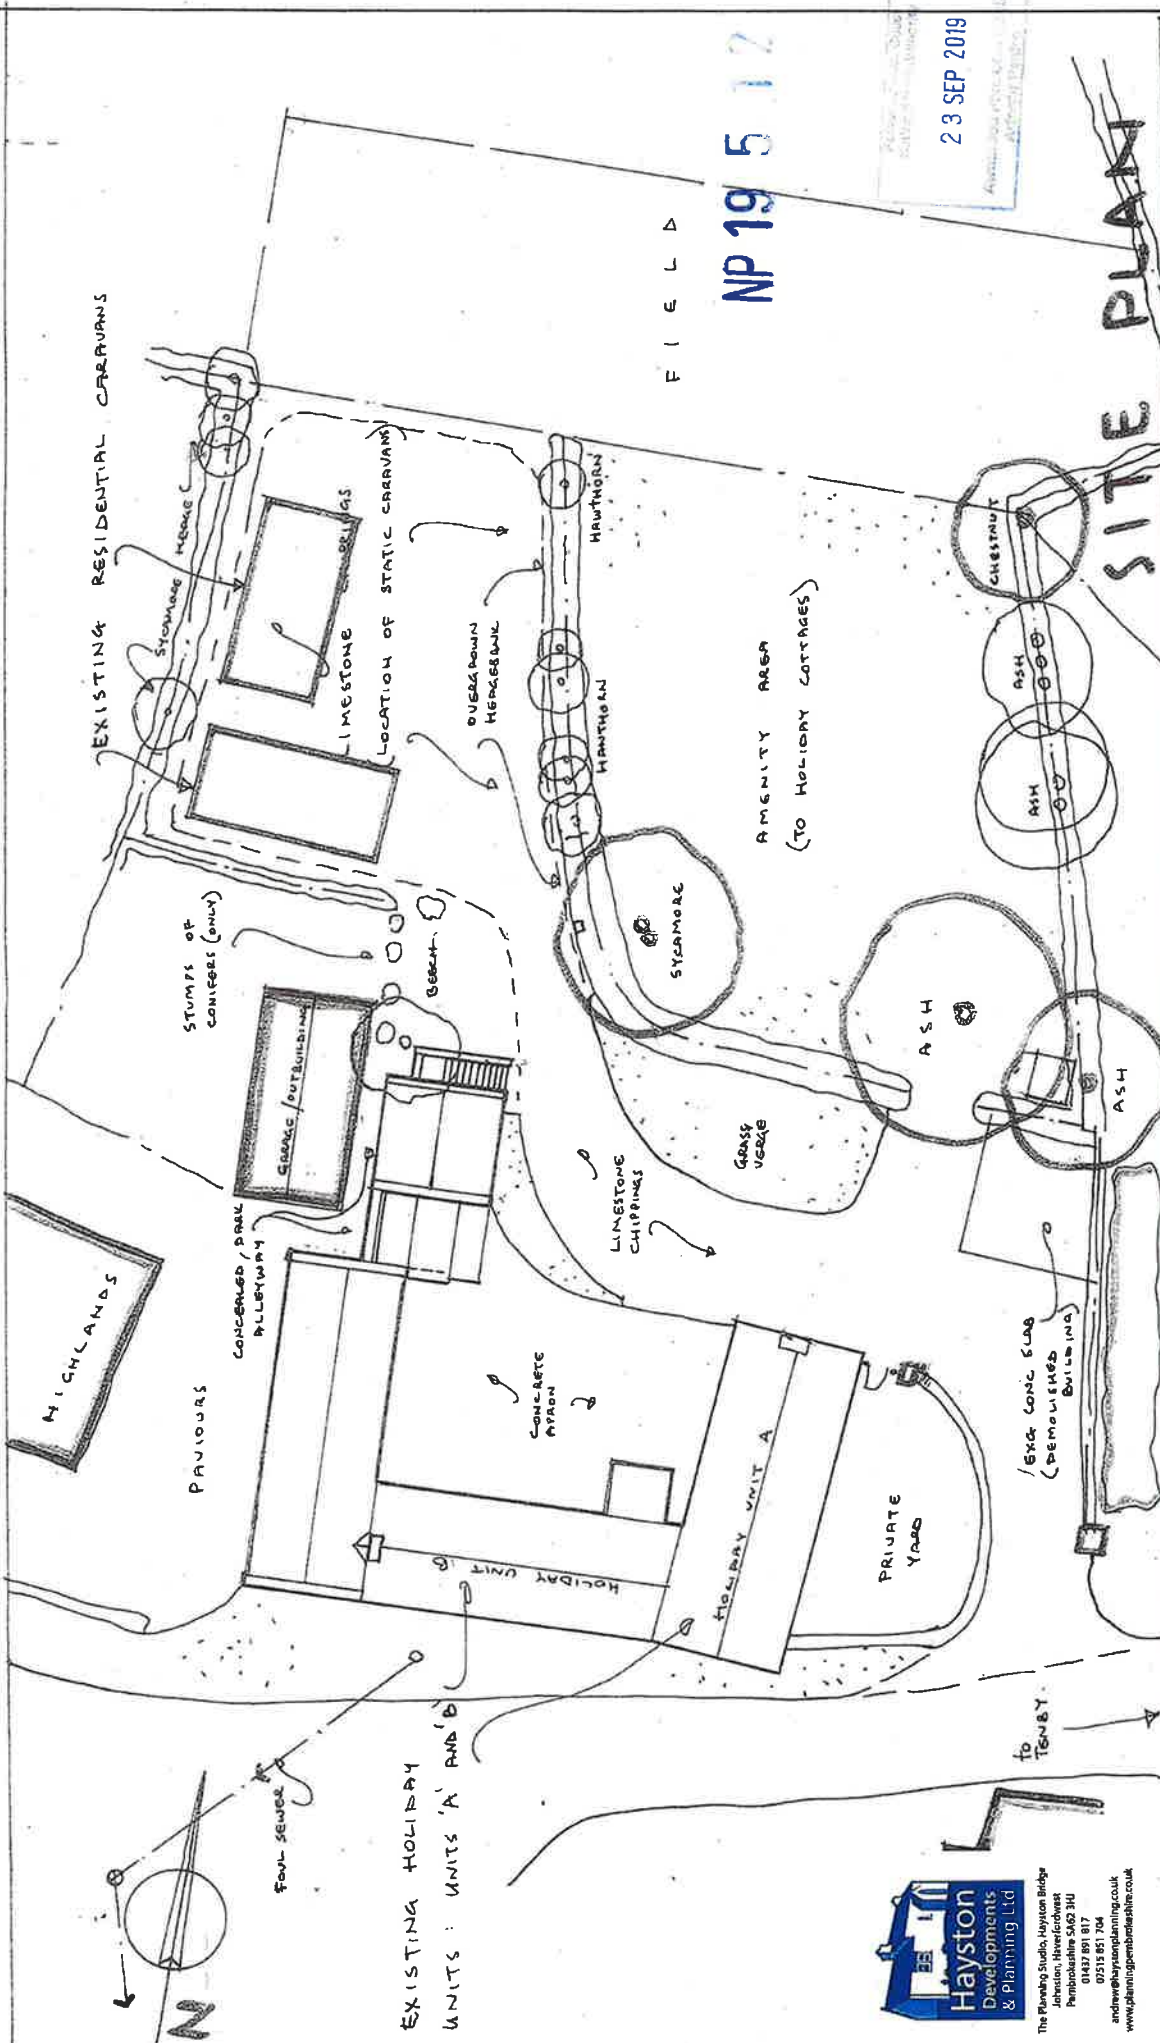 EXISTING RESIDENTIAL CARAVANS
SYCAMORE
HEDGE
STUMPS OF
CONIFERS (ONLY)
LIMESTONE CHIPPINGS
(LOCATION OF STATIC CARAVANS)
OVERGROWN
HEDGEBANK
HAWTHORN
HAWTHORN
FIELD
NP 19 5 12
23 SEP 2019
HIGHLANDS
PAVIOURS
CONCEALED/DARK
ALLEYWAY
GARAGE/OUTBUILDING
BEECH
SYCAMORE
AMENITY AREA
(TO HOLIDAY COTTAGES)
CHESTNUT
ASH
ASH
ASH
ASH
GRASS
VERGE
LIMESTONE
CHIPPINGS
CONCRETE
APRON
HOLIDAY UNIT B
HOLIDAY UNIT A
PRIVATE
YARD
EXG CONC SLAB
(DEMOLISHED
BUILDING)
N
FOUL SEWER
EXISTING HOLIDAY
UNITS : UNITS 'A' AND 'B'
TO
TENBY.
SITE PLAN
Hayston
Developments
& Planning Ltd
The Planning Studio, Hayston Bridge
Johnston, Haverfordwest
Pembrokeshire SA62 3HJ
01437 891 817
07515 851 704
andrew@haystonplanning.co.uk
www.planningpembrokeshire.co.uk